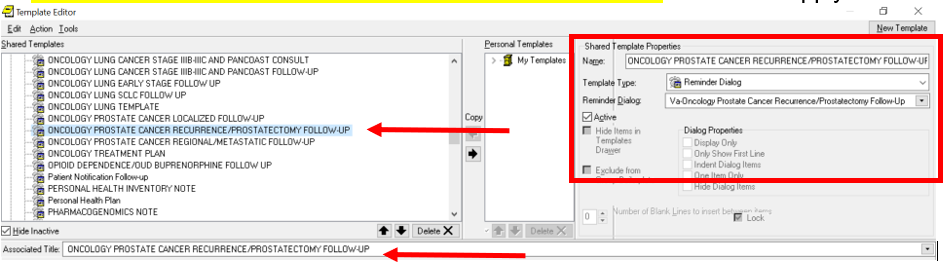 Template Editor
Edit Action Tools
New Template
Shared Templates
ONCOLOGY LUNG CANCER STAGE IIIB-IIIC AND PANCOAST CONSULT
ONCOLOGY LUNG CANCER STAGE IIIB-IIIC AND PANCOAST FOLLOW-UP
ONCOLOGY LUNG EARLY STAGE FOLLOW UP
ONCOLOGY LUNG SCLC FOLLOW UP
ONCOLOGY LUNG TEMPLATE
ONCOLOGY PROSTATE CANCER LOCALIZED FOLLOW-UP
ONCOLOGY PROSTATE CANCER RECURRENCE/PROSTATECTOMY FOLLOW-UP
ONCOLOGY PROSTATE CANCER REGIONAL/METASTATIC FOLLOW-UP
ONCOLOGY TREATMENT PLAN
OPIOID DEPENDENCE/OUD BUPRENORPHINE FOLLOW UP
Patient Notification Follow-up
PERSONAL HEALTH INVENTORY NOTE
Personal Health Plan
PHARMACOGENOMICS NOTE
Hide Inactive
Delete X
Copy
Personal Templates
My Templates
Delete X
Shared Template Properties
Name: ONCOLOGY PROSTATE CANCER RECURRENCE/PROSTATECTOMY FOLLOW-UP
Template Type: Reminder Dialog
Reminder Dialog: Va-Oncology Prostate Cancer Recurrence/Prostatectomy Follow-Up
Active
Hide Items in
Templates
Drawer
Exclude from
Dialog Properties
Display Only
Only Show First Line
Indent Dialog Items
One Item Only
Hide Dialog Items
0 Number of Blank Lines to insert between items
Lock
Associated Title: ONCOLOGY PROSTATE CANCER RECURRENCE/PROSTATECTOMY FOLLOW-UP